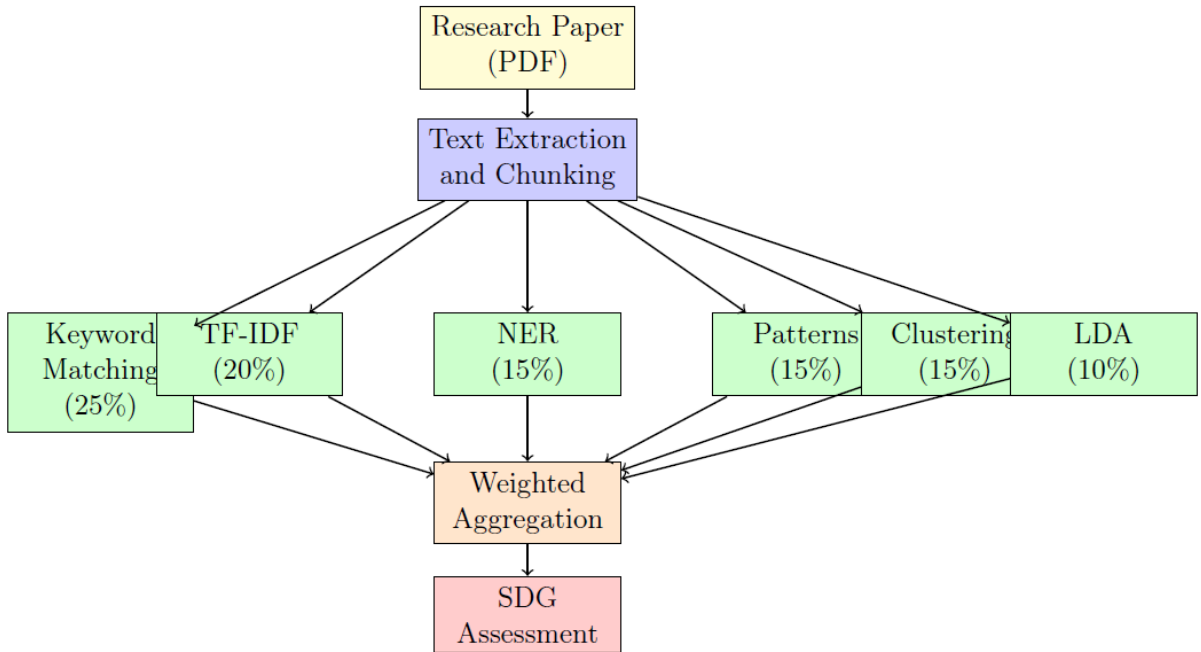 Research Paper
(PDF)
Text Extraction
and Chunking
Keyword
Matching
(25%)
TF-IDF
(20%)
NER
(15%)
Patterns
(15%)
Clustering
(15%)
LDA
(10%)
Weighted
Aggregation
SDG
Assessment